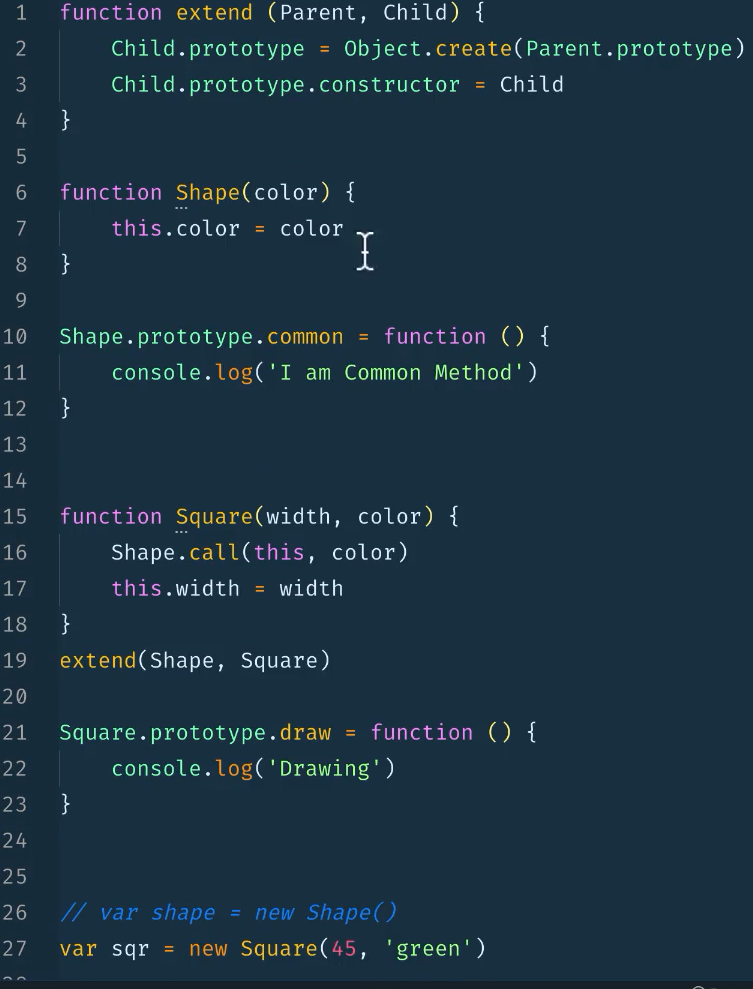 1 function extend (Parent, Child) {
2 Child.prototype = Object.create(Parent.prototype)
3 Child.prototype.constructor = Child
4 }
5
6 function Shape(color) {
7 this.color = color
8 }
9
10 Shape.prototype.common = function () {
11 console.log('I am Common Method')
12 }
13
14
15 function Square(width, color) {
16 Shape.call(this, color)
17 this.width = width
18 }
19 extend(Shape, Square)
20
21 Square.prototype.draw = function () {
22 console.log('Drawing')
23 }
24
25
26 // var shape = new Shape()
27 var sqr = new Square(45, 'green')